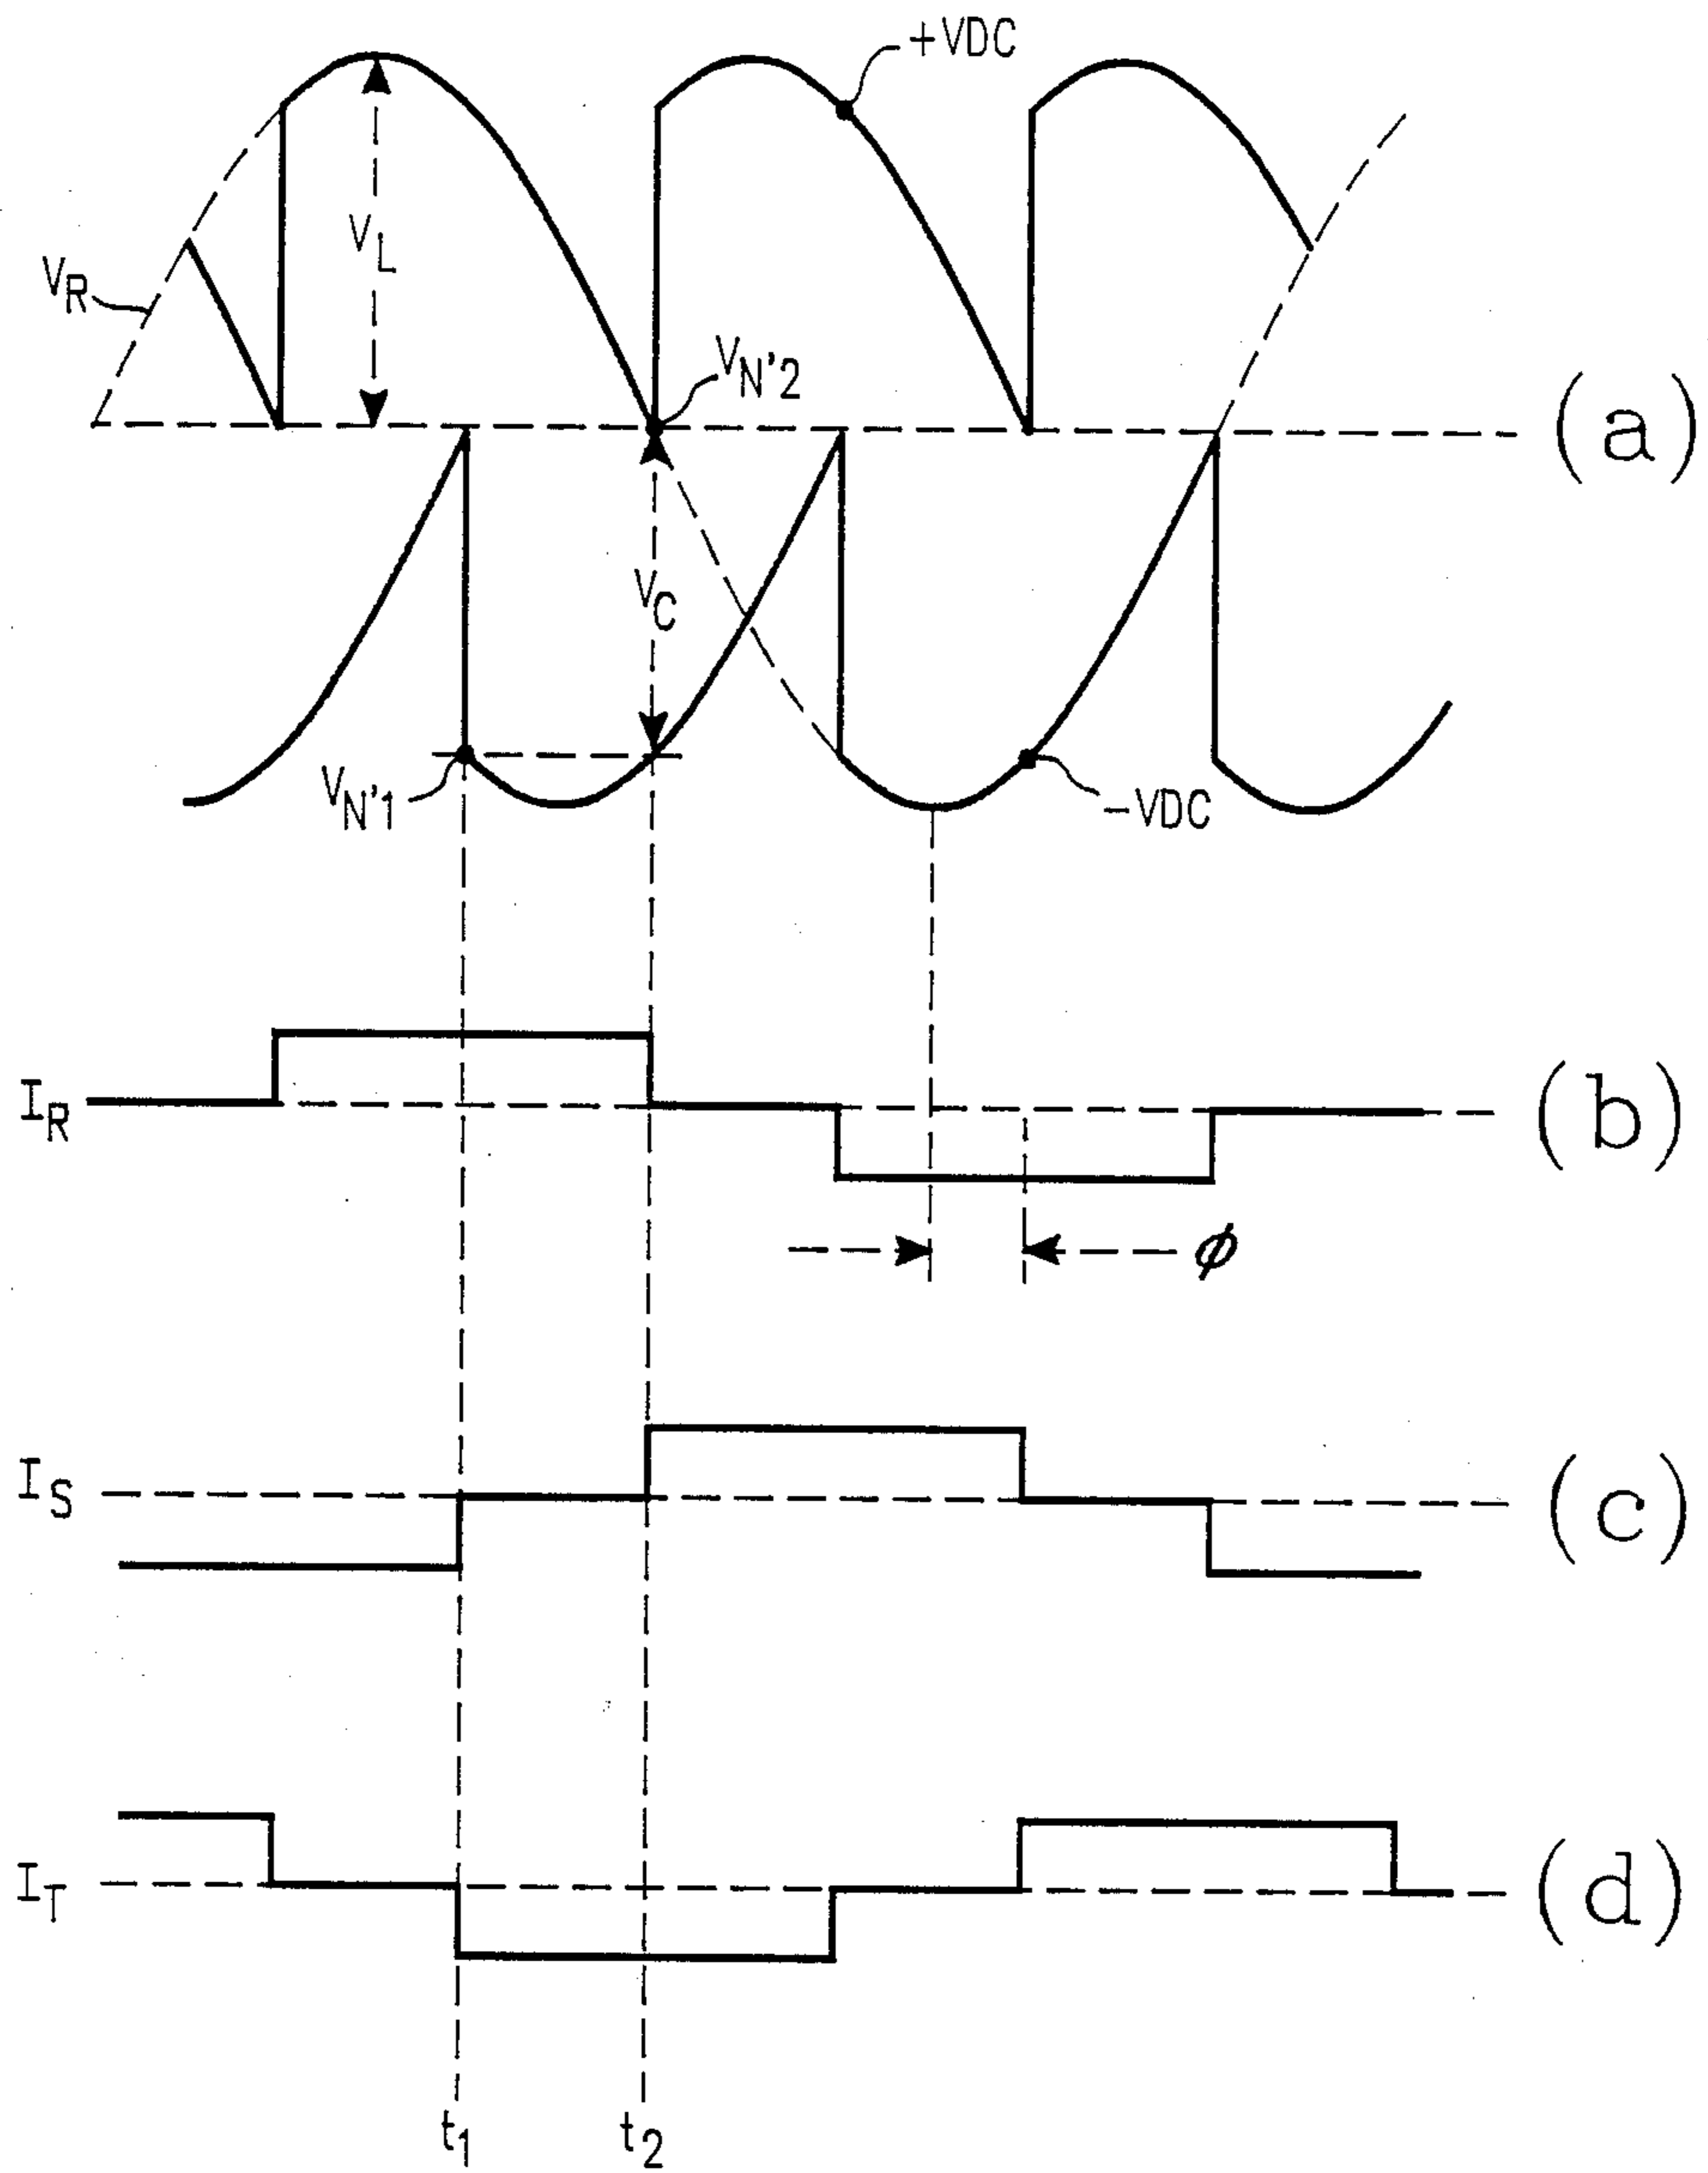 +VDC
V_L
V_R
V_N'2
(a)
V_C
V_N'1
-VDC
I_R
(b)
ϕ
I_S
(c)
I_T
(d)
t_1
t_2